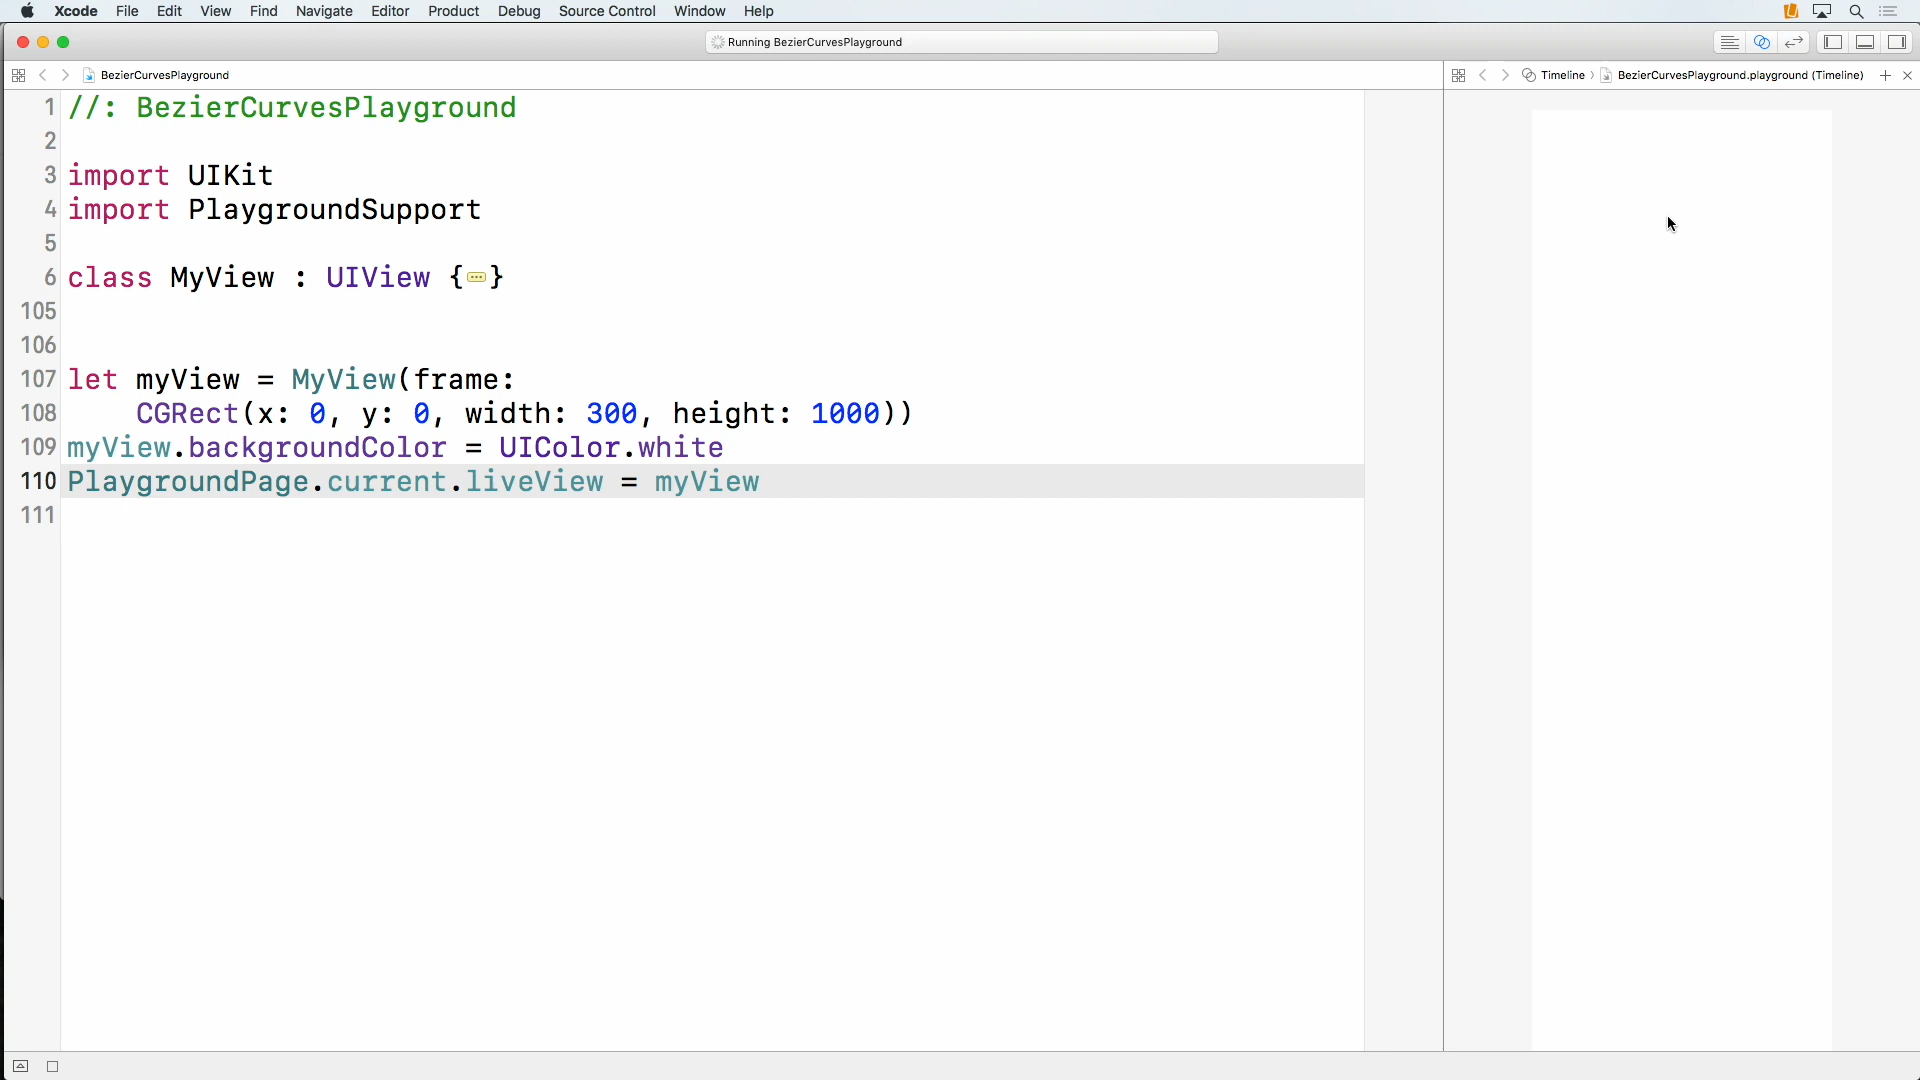 Xcode File Edit View Find Navigate Editor Product Debug Source Control Window Help
Running BezierCurvesPlayground
BezierCurvesPlayground
Timeline BezierCurvesPlayground.playground (Timeline)
1 //: BezierCurvesPlayground
2
3 import UIKit
4 import PlaygroundSupport
5
6 class MyView : UIView {...}
105
106
107 let myView = MyView(frame:
108 CGRect(x: 0, y: 0, width: 300, height: 1000))
109 myView.backgroundColor = UIColor.white
110 PlaygroundPage.current.liveView = myView
111